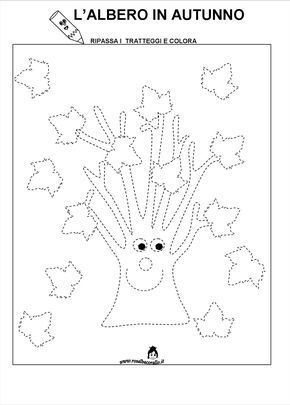 L'ALBERO IN AUTUNNO
RIPASSA I TRATTEGGI E COLORA